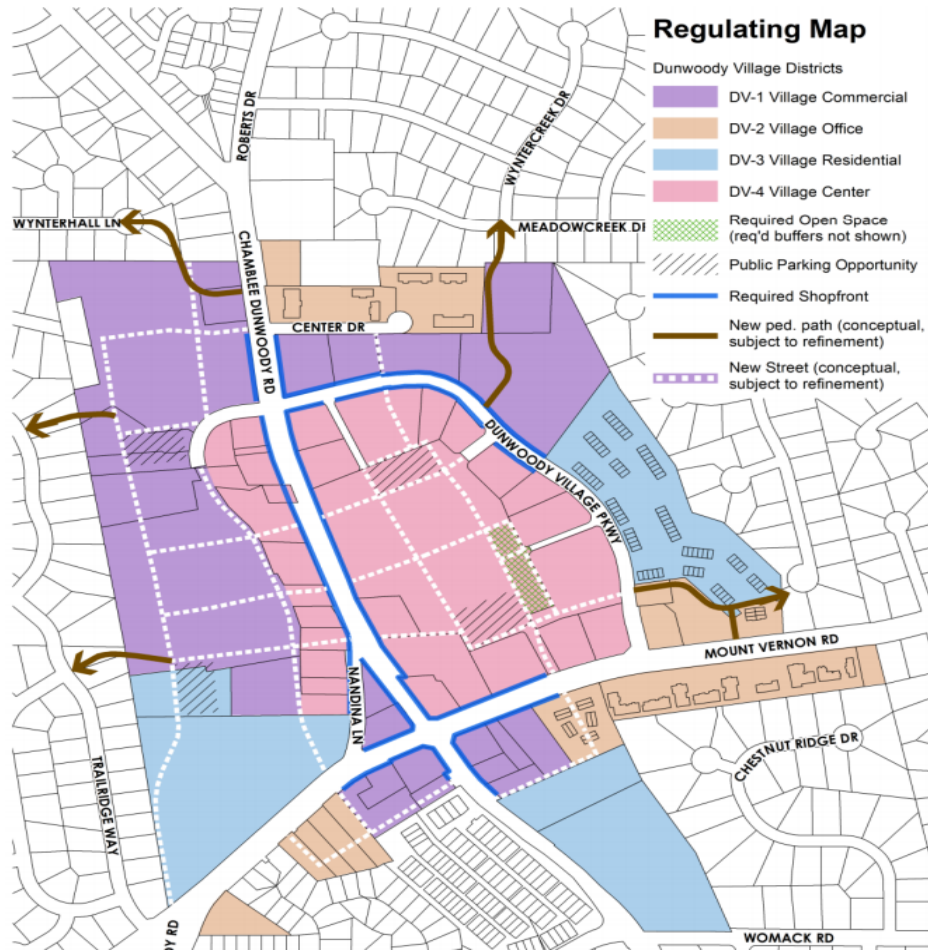 Regulating Map
Dunwoody Village Districts
DV-1 Village Commercial
DV-2 Village Office
DV-3 Village Residential
DV-4 Village Center
Required Open Space
(req'd buffers not shown)
Public Parking Opportunity
Required Shopfront
New ped. path (conceptual,
subject to refinement)
New Street (conceptual,
subject to refinement)
ROBERTS DR
WYNTERCREEK DR
WYNTERHALL LN
MEADOWCREEK DR
CHAMBLEE DUNWOODY RD
CENTER DR
DUNWOODY VILLAGE PKWY
MOUNT VERNON RD
NANDINA LN
CHESTNUT RIDGE DR
TRAILRIDGE WAY
DY RD
WOMACK RD